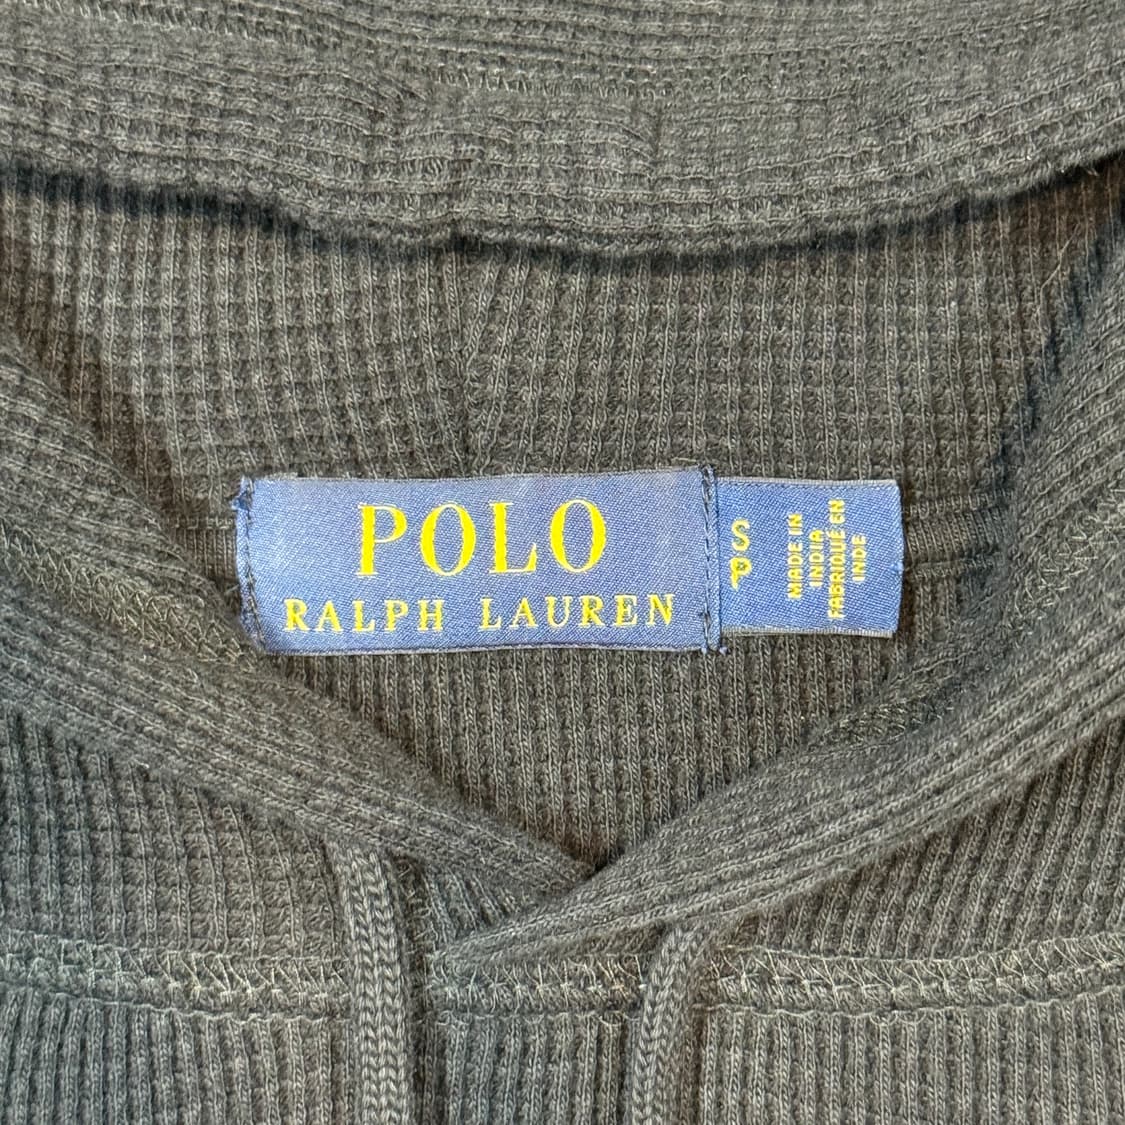 POLO
RALPH LAUREN
S
P
MADE IN
INDIA
FABRIQUÉ EN
INDE